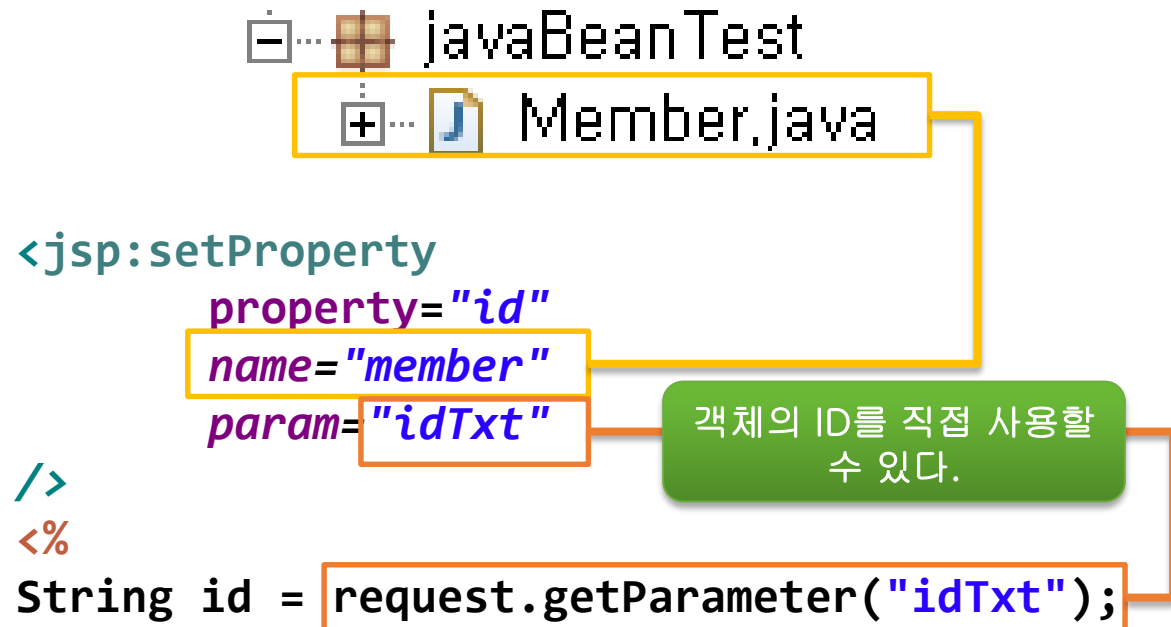 javaBeanTest
Member.java
<jsp:setProperty
property="id"
name="member"
param="idTxt"
객체의 ID를 직접 사용할
수 있다.
/>
<%
String id = request.getParameter("idTxt");